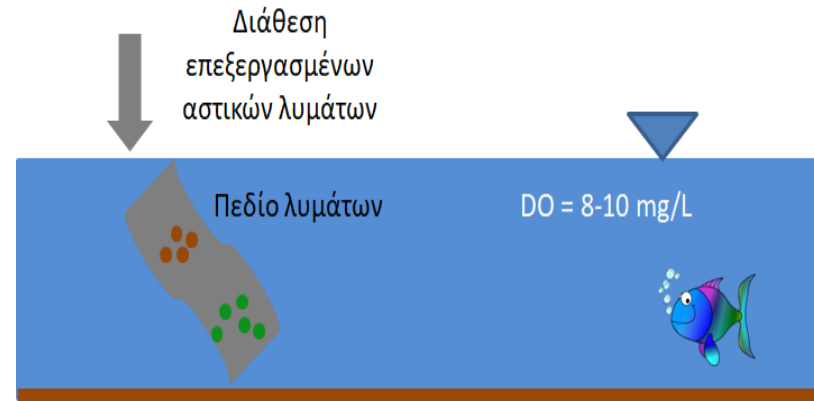 Διάθεση
επεξεργασμένων
αστικών λυμάτων
Πεδίο λυμάτων
DO = 8-10 mg/L